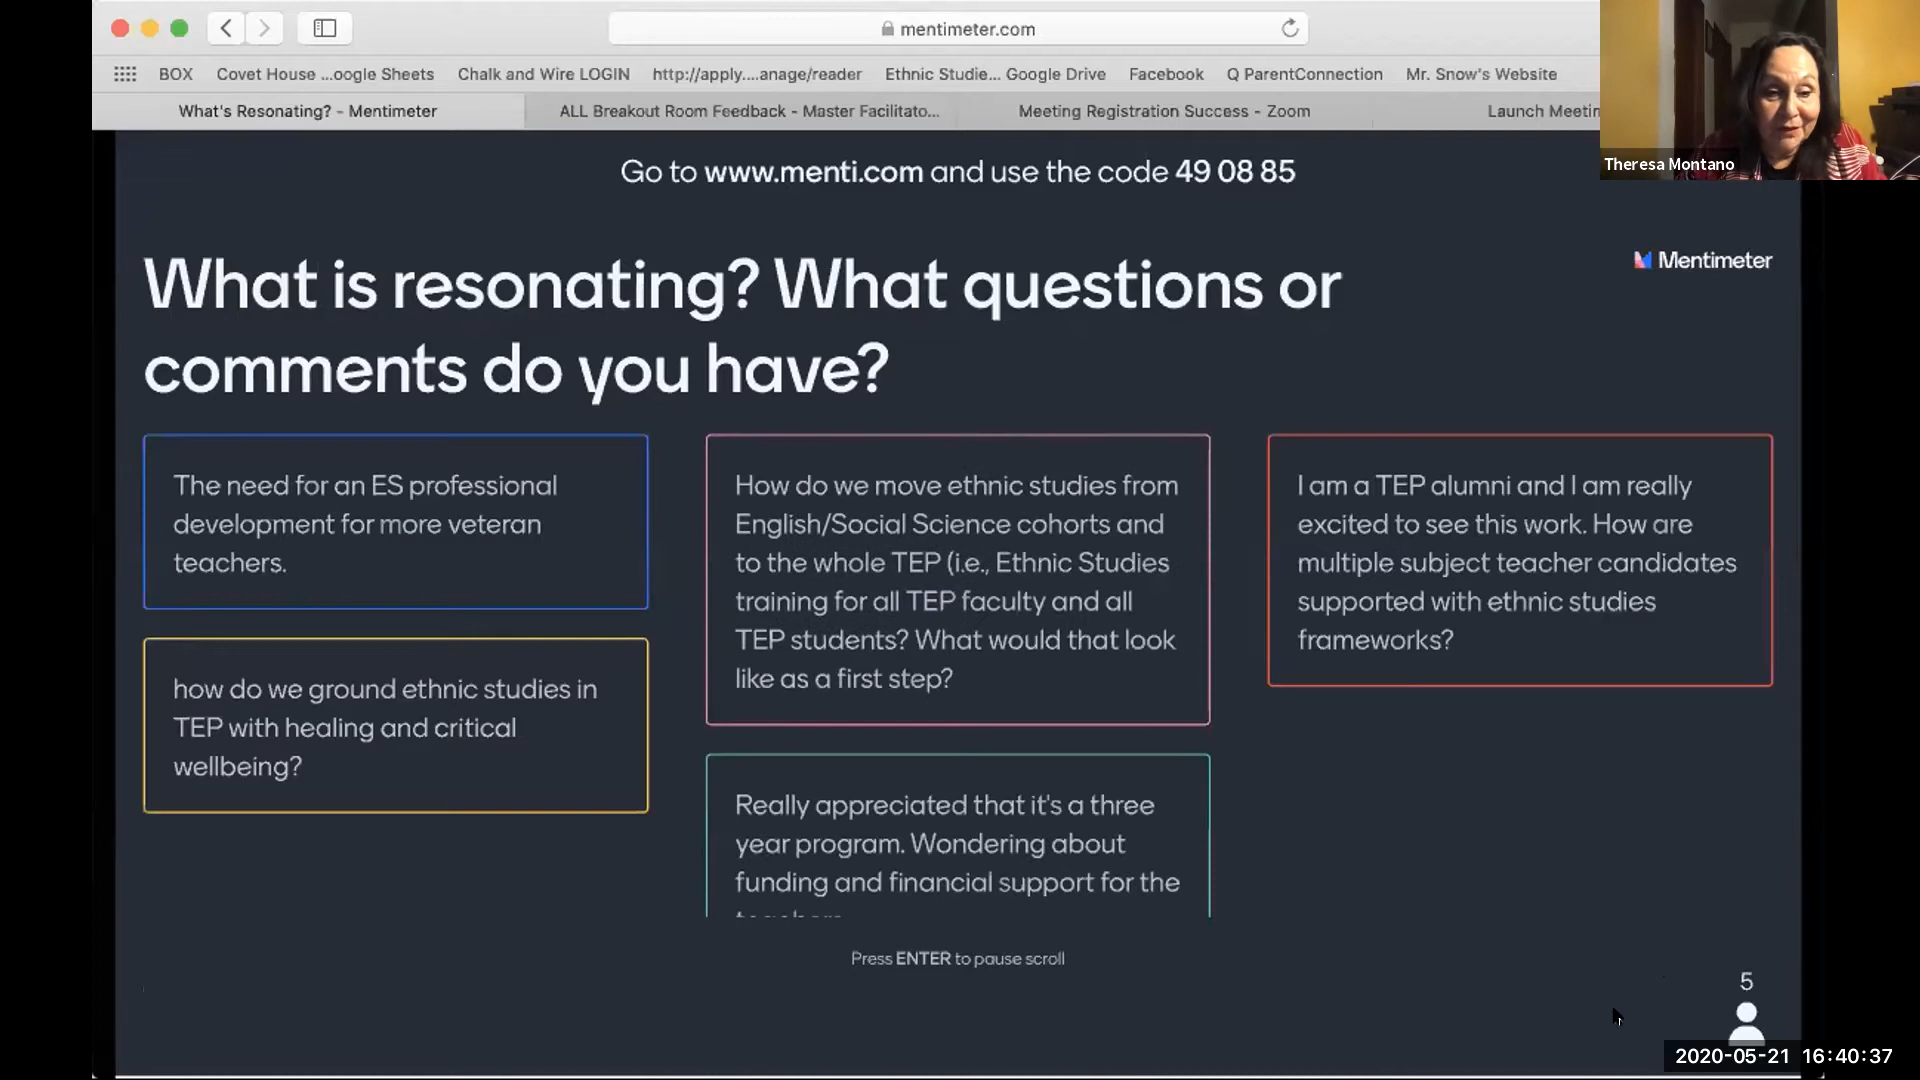 mentimeter.com
BOX
Covet House ...oogle Sheets
Chalk and Wire LOGIN
http://apply....anage/reader
Ethnic Studie... Google Drive
Facebook
Q ParentConnection
Mr. Snow's Website
What's Resonating? - Mentimeter
ALL Breakout Room Feedback - Master Facilitato...
Meeting Registration Success - Zoom
Launch Meetin
Theresa Montano
Go to www.menti.com and use the code 49 08 85
Mentimeter
What is resonating? What questions or
comments do you have?
The need for an ES professional
development for more veteran
teachers.
how do we ground ethnic studies in
TEP with healing and critical
wellbeing?
How do we move ethnic studies from
English/Social Science cohorts and
to the whole TEP (i.e., Ethnic Studies
training for all TEP faculty and all
TEP students? What would that look
like as a first step?
Really appreciated that it's a three
year program. Wondering about
funding and financial support for the
I am a TEP alumni and I am really
excited to see this work. How are
multiple subject teacher candidates
supported with ethnic studies
frameworks?
Press ENTER to pause scroll
5
2020-05-21 16:40:37